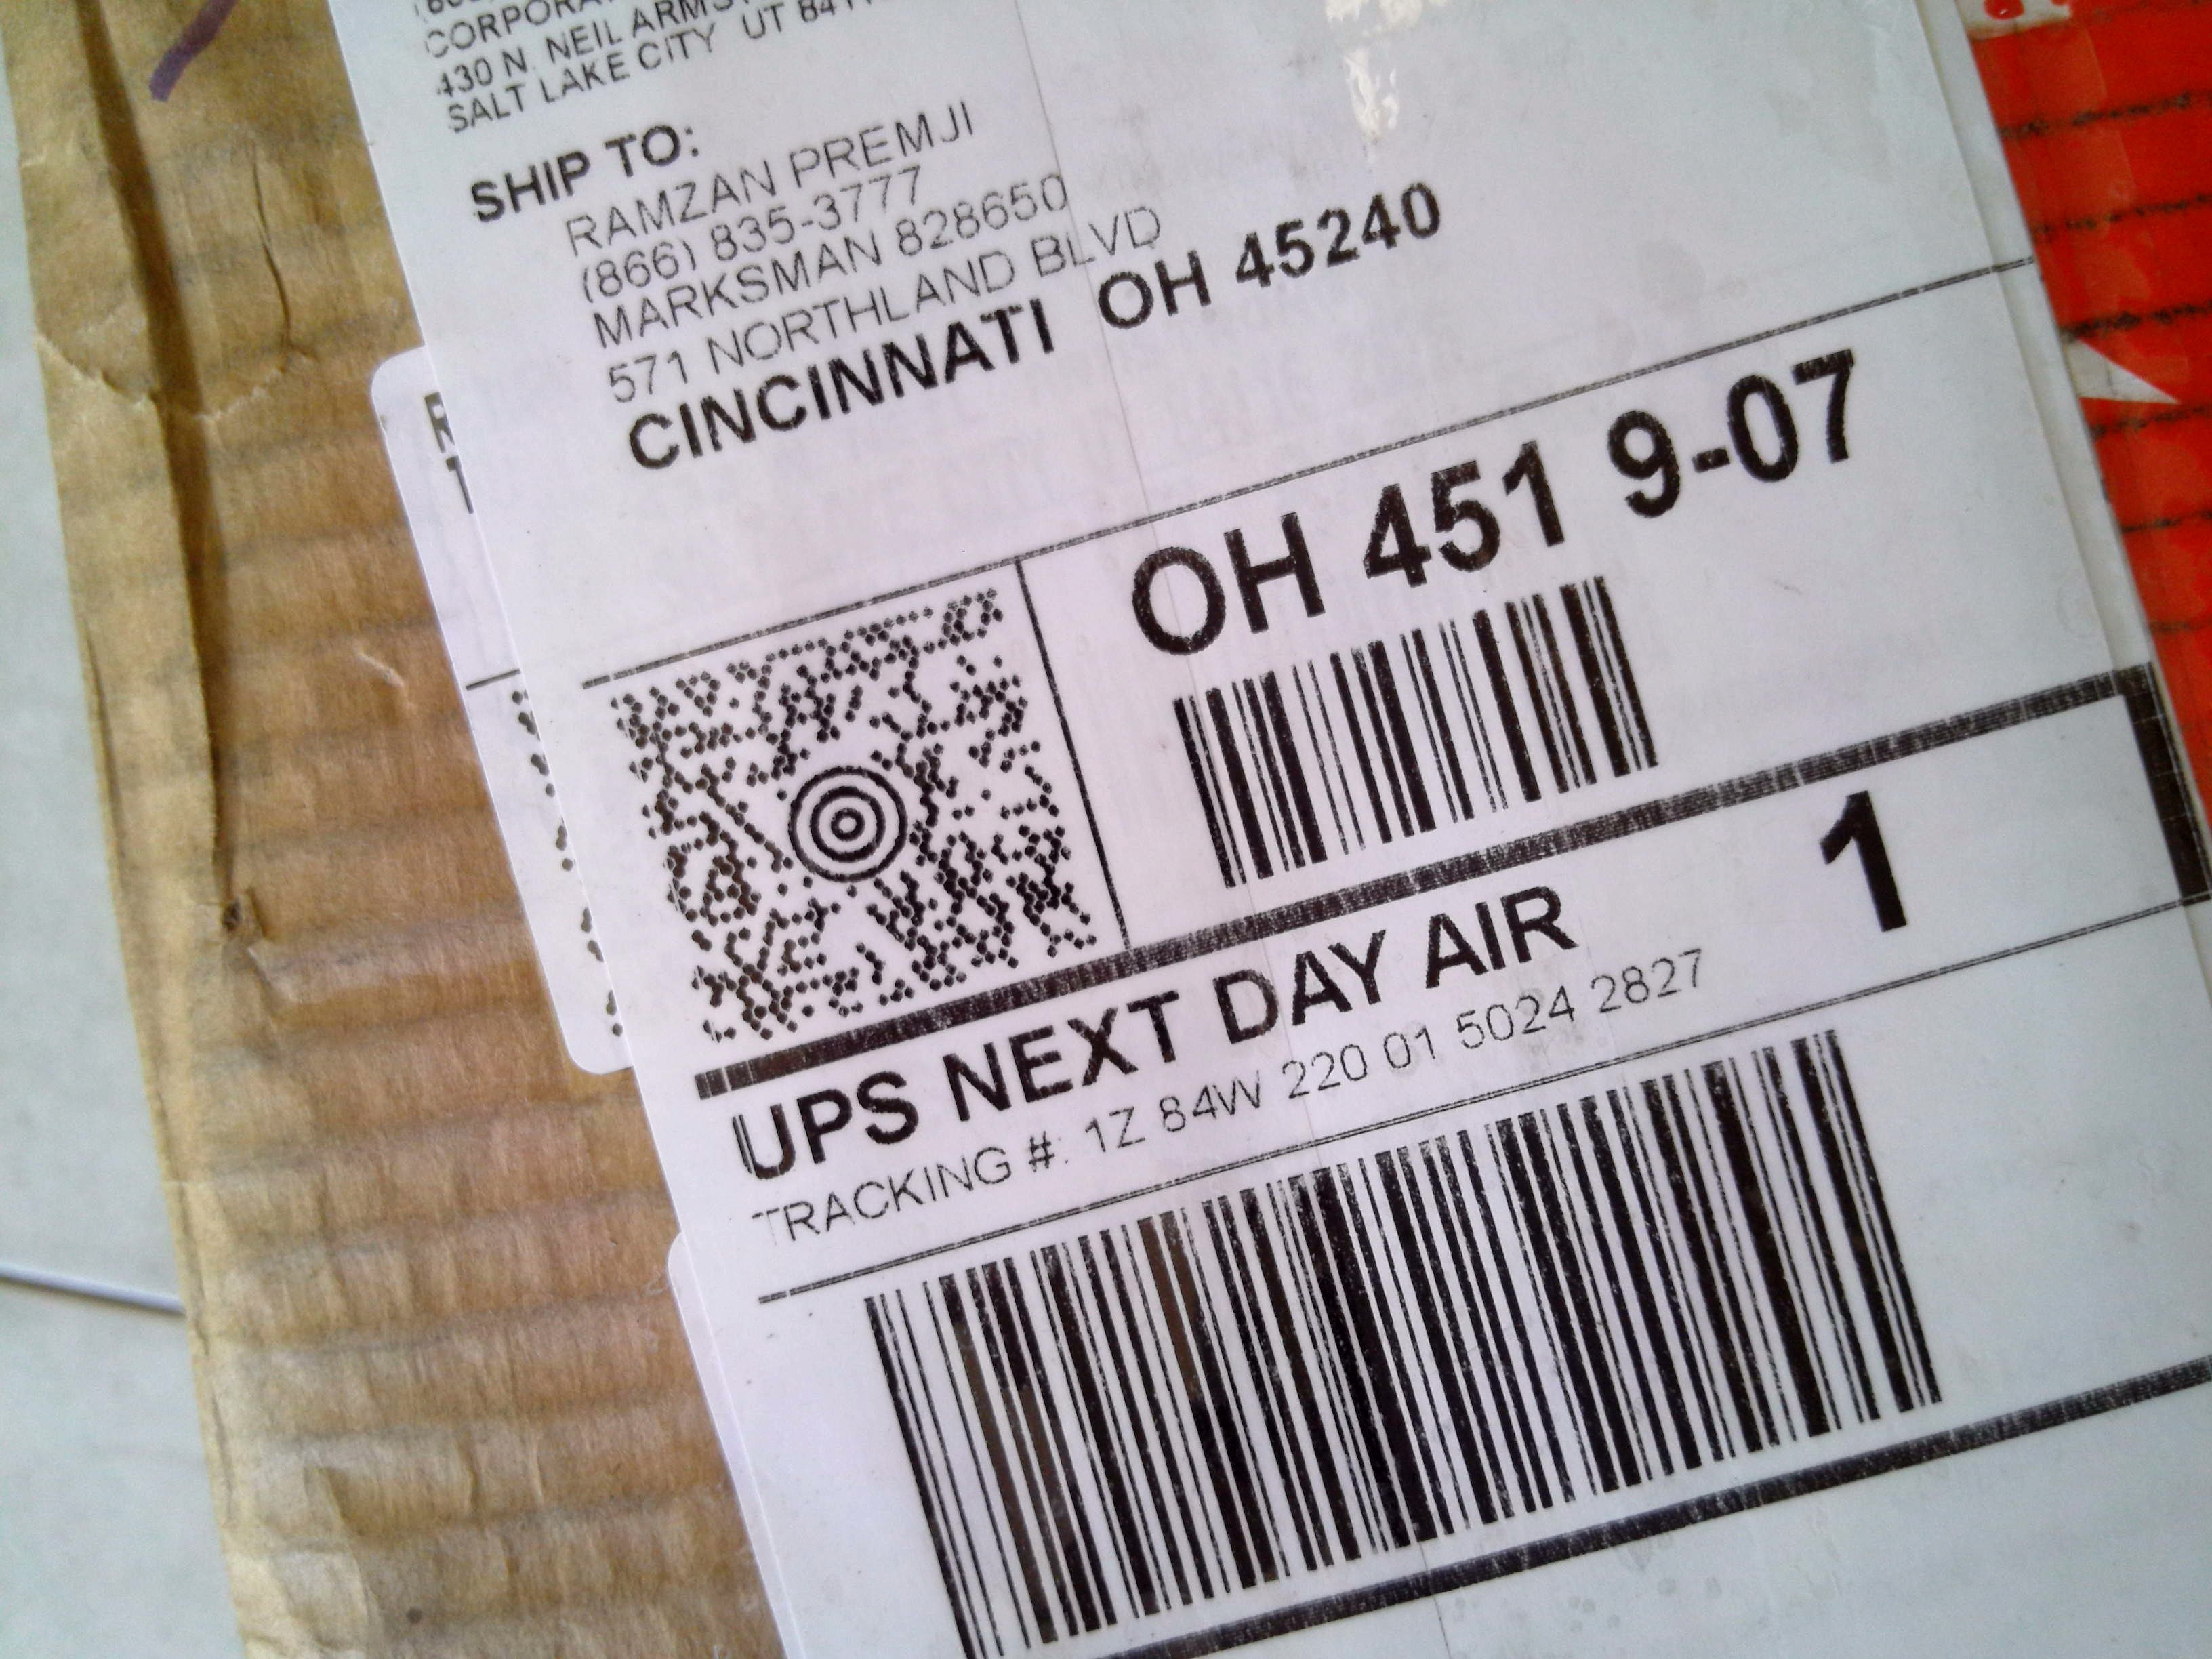 CORPORA
430 N. NEIL ARMS
SALT LAKE CITY UT 841
SHIP TO:
RAMZAN PREMJI
(866) 835-3777
MARKSMAN 828650
571 NORTHLAND BLVD
CINCINNATI OH 45240
OH 451 9-07
UPS NEXT DAY AIR 1
TRACKING #: 1Z 84W 220 01 5024 2827